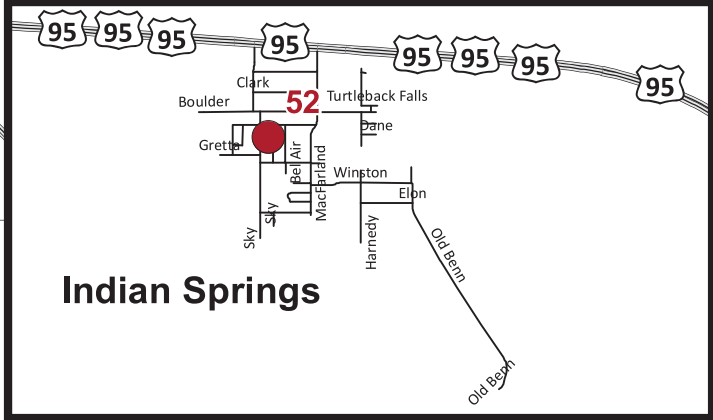 95
95
95
95
95
95
95
95
Clark
Boulder
52
Turtleback Falls
Dane
Gretta
Bel Air
MacFarland
Winston
Elon
Sky
Sky
Harnedy
Old Benn
Indian Springs
Old Benn